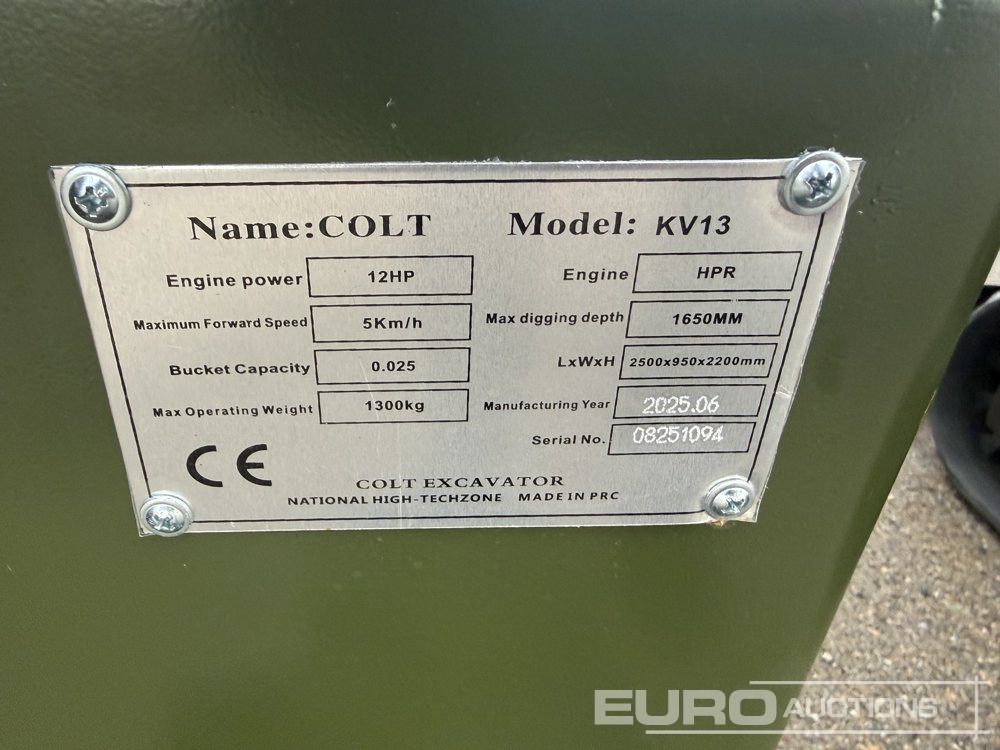 Name:COLT Model: KV13
Engine power 12HP Engine HPR
Maximum Forward Speed 5Km/h Max digging depth 1650MM
Bucket Capacity 0.025 LxWxH 2500x950x2200mm
Max Operating Weight 1300kg Manufacturing Year 2025.06
Serial No. 08251094
CE
COLT EXCAVATOR
NATIONAL HIGH-TECHZONE MADE IN PRC
EURO AUCTIONS